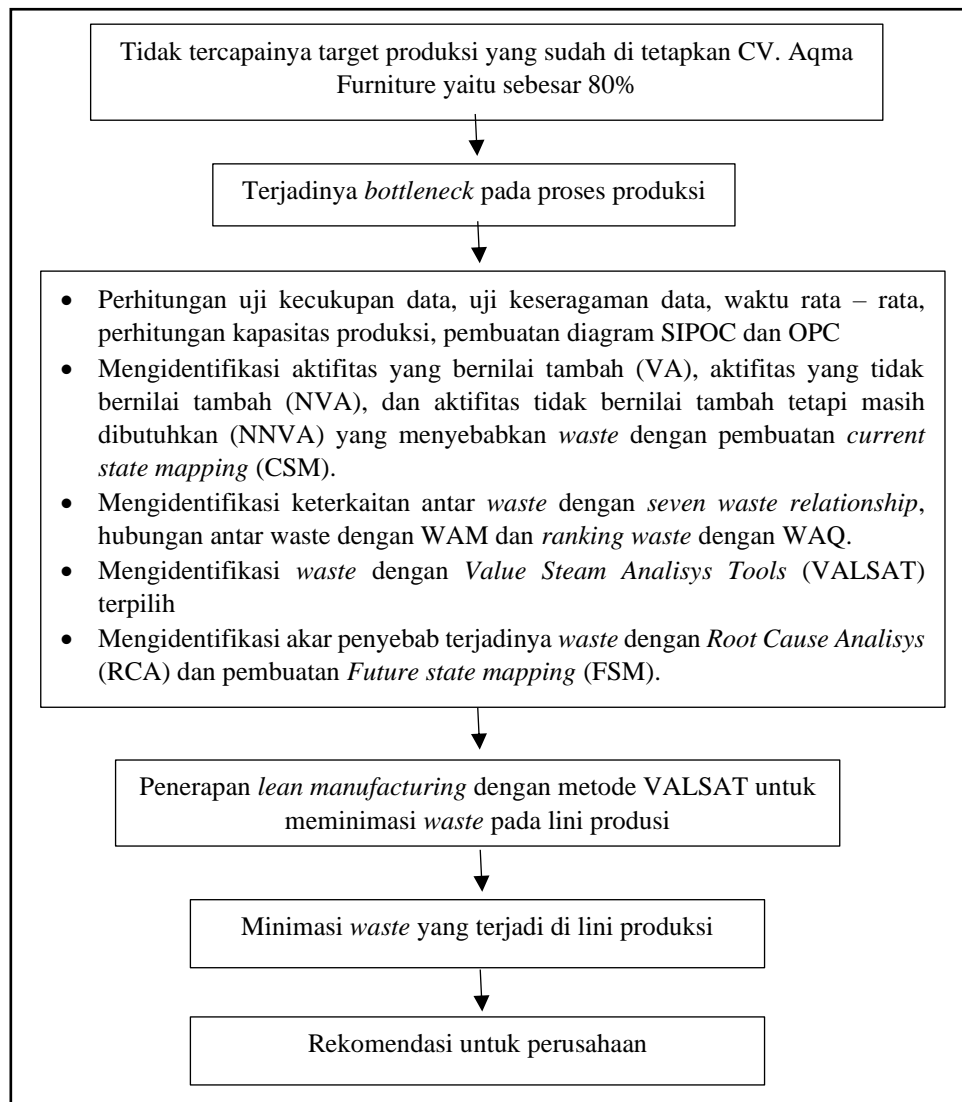 Tidak tercapainya target produksi yang sudah di tetapkan CV. Aqma
Furniture yaitu sebesar 80%
Terjadinya bottleneck pada proses produksi
• Perhitungan uji kecukupan data, uji keseragaman data, waktu rata – rata,
perhitungan kapasitas produksi, pembuatan diagram SIPOC dan OPC
• Mengidentifikasi aktifitas yang bernilai tambah (VA), aktifitas yang tidak
bernilai tambah (NVA), dan aktifitas tidak bernilai tambah tetapi masih
dibutuhkan (NNVA) yang menyebabkan waste dengan pembuatan current
state mapping (CSM).
• Mengidentifikasi keterkaitan antar waste dengan seven waste relationship,
hubungan antar waste dengan WAM dan ranking waste dengan WAQ.
• Mengidentifikasi waste dengan Value Steam Analisys Tools (VALSAT)
terpilih
• Mengidentifikasi akar penyebab terjadinya waste dengan Root Cause Analisys
(RCA) dan pembuatan Future state mapping (FSM).
Penerapan lean manufacturing dengan metode VALSAT untuk
meminimasi waste pada lini produsi
Minimasi waste yang terjadi di lini produksi
Rekomendasi untuk perusahaan